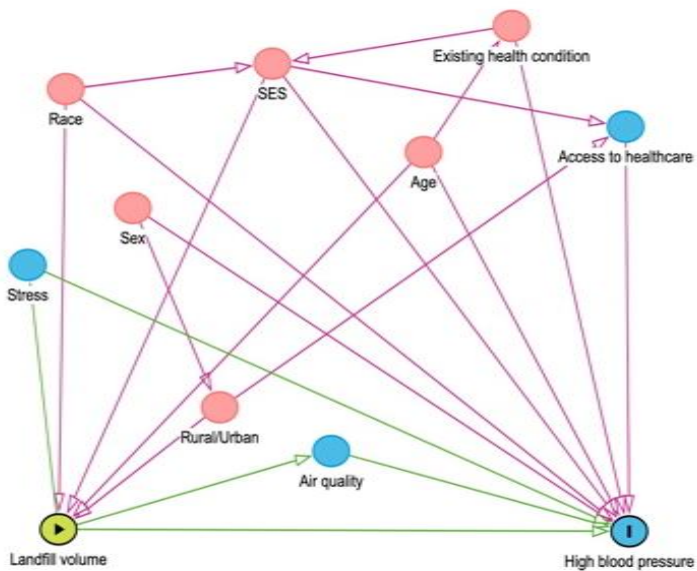 Existing health condition
SES
Race
Access to healthcare
Age
Sex
Stress
Rural/Urban
Air quality
Landfill volume
High blood pressure